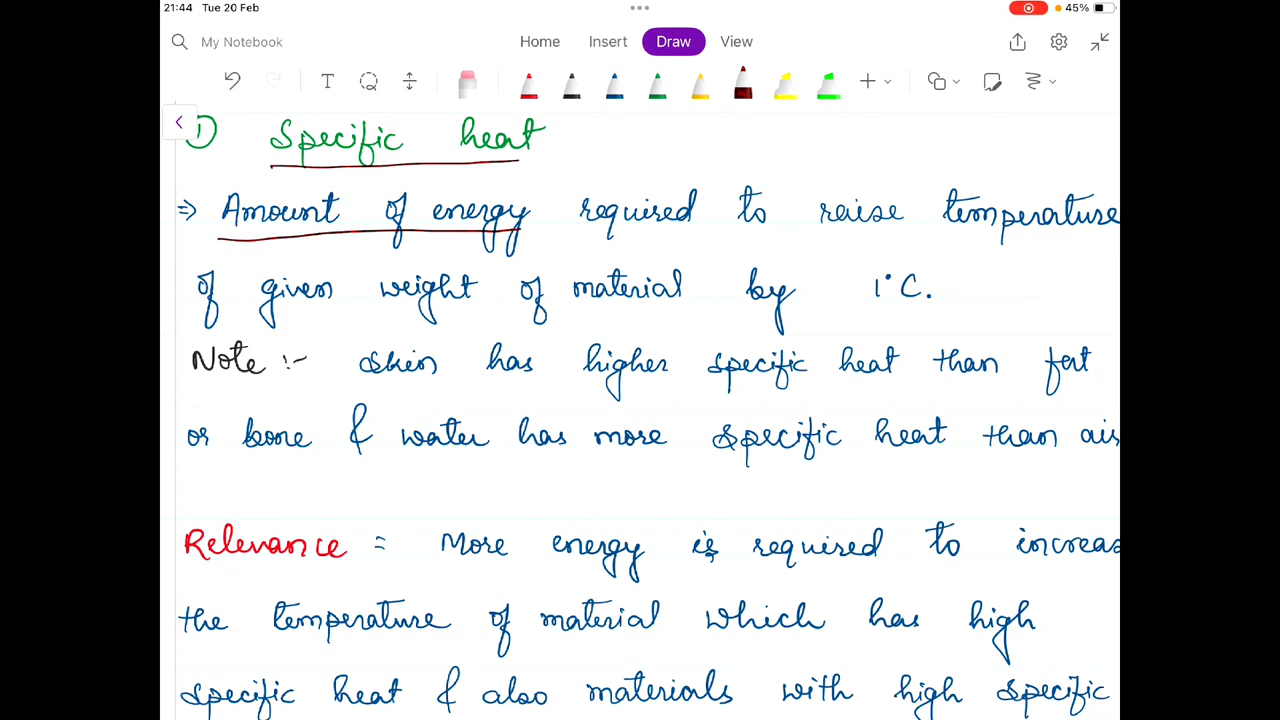 21:44 Tue 20 Feb
45%
My Notebook
Home Insert Draw View
T
① Specific heat
⇒ Amount of energy required to raise temperature
of given weight of material by 1°C.
Note :- Skin has higher specific heat than fat
or bone & water has more specific heat than air
Relevance = More energy is required to increas
the temperature of material which has high
specific heat & also materials with high specific